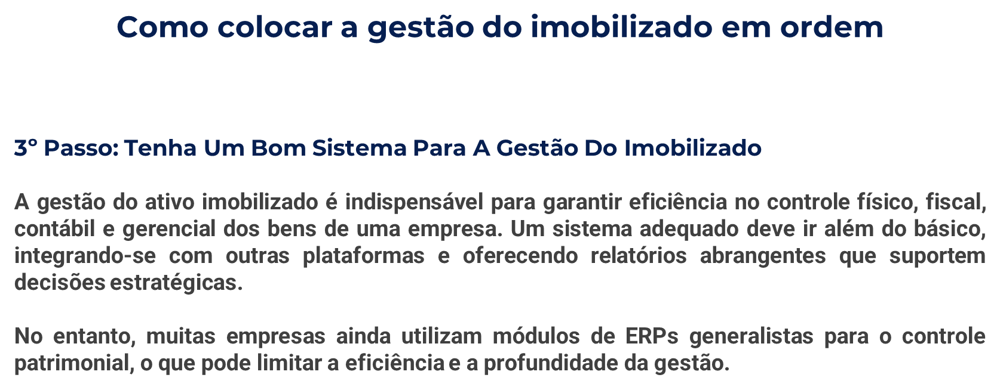 Como colocar a gestão do imobilizado em ordem
3º Passo: Tenha Um Bom Sistema Para A Gestão Do Imobilizado
A gestão do ativo imobilizado é indispensável para garantir eficiência no controle físico, fiscal,
contábil e gerencial dos bens de uma empresa. Um sistema adequado deve ir além do básico,
integrando-se com outras plataformas e oferecendo relatórios abrangentes que suportem
decisões estratégicas.
No entanto, muitas empresas ainda utilizam módulos de ERPs generalistas para o controle
patrimonial, o que pode limitar a eficiência e a profundidade da gestão.